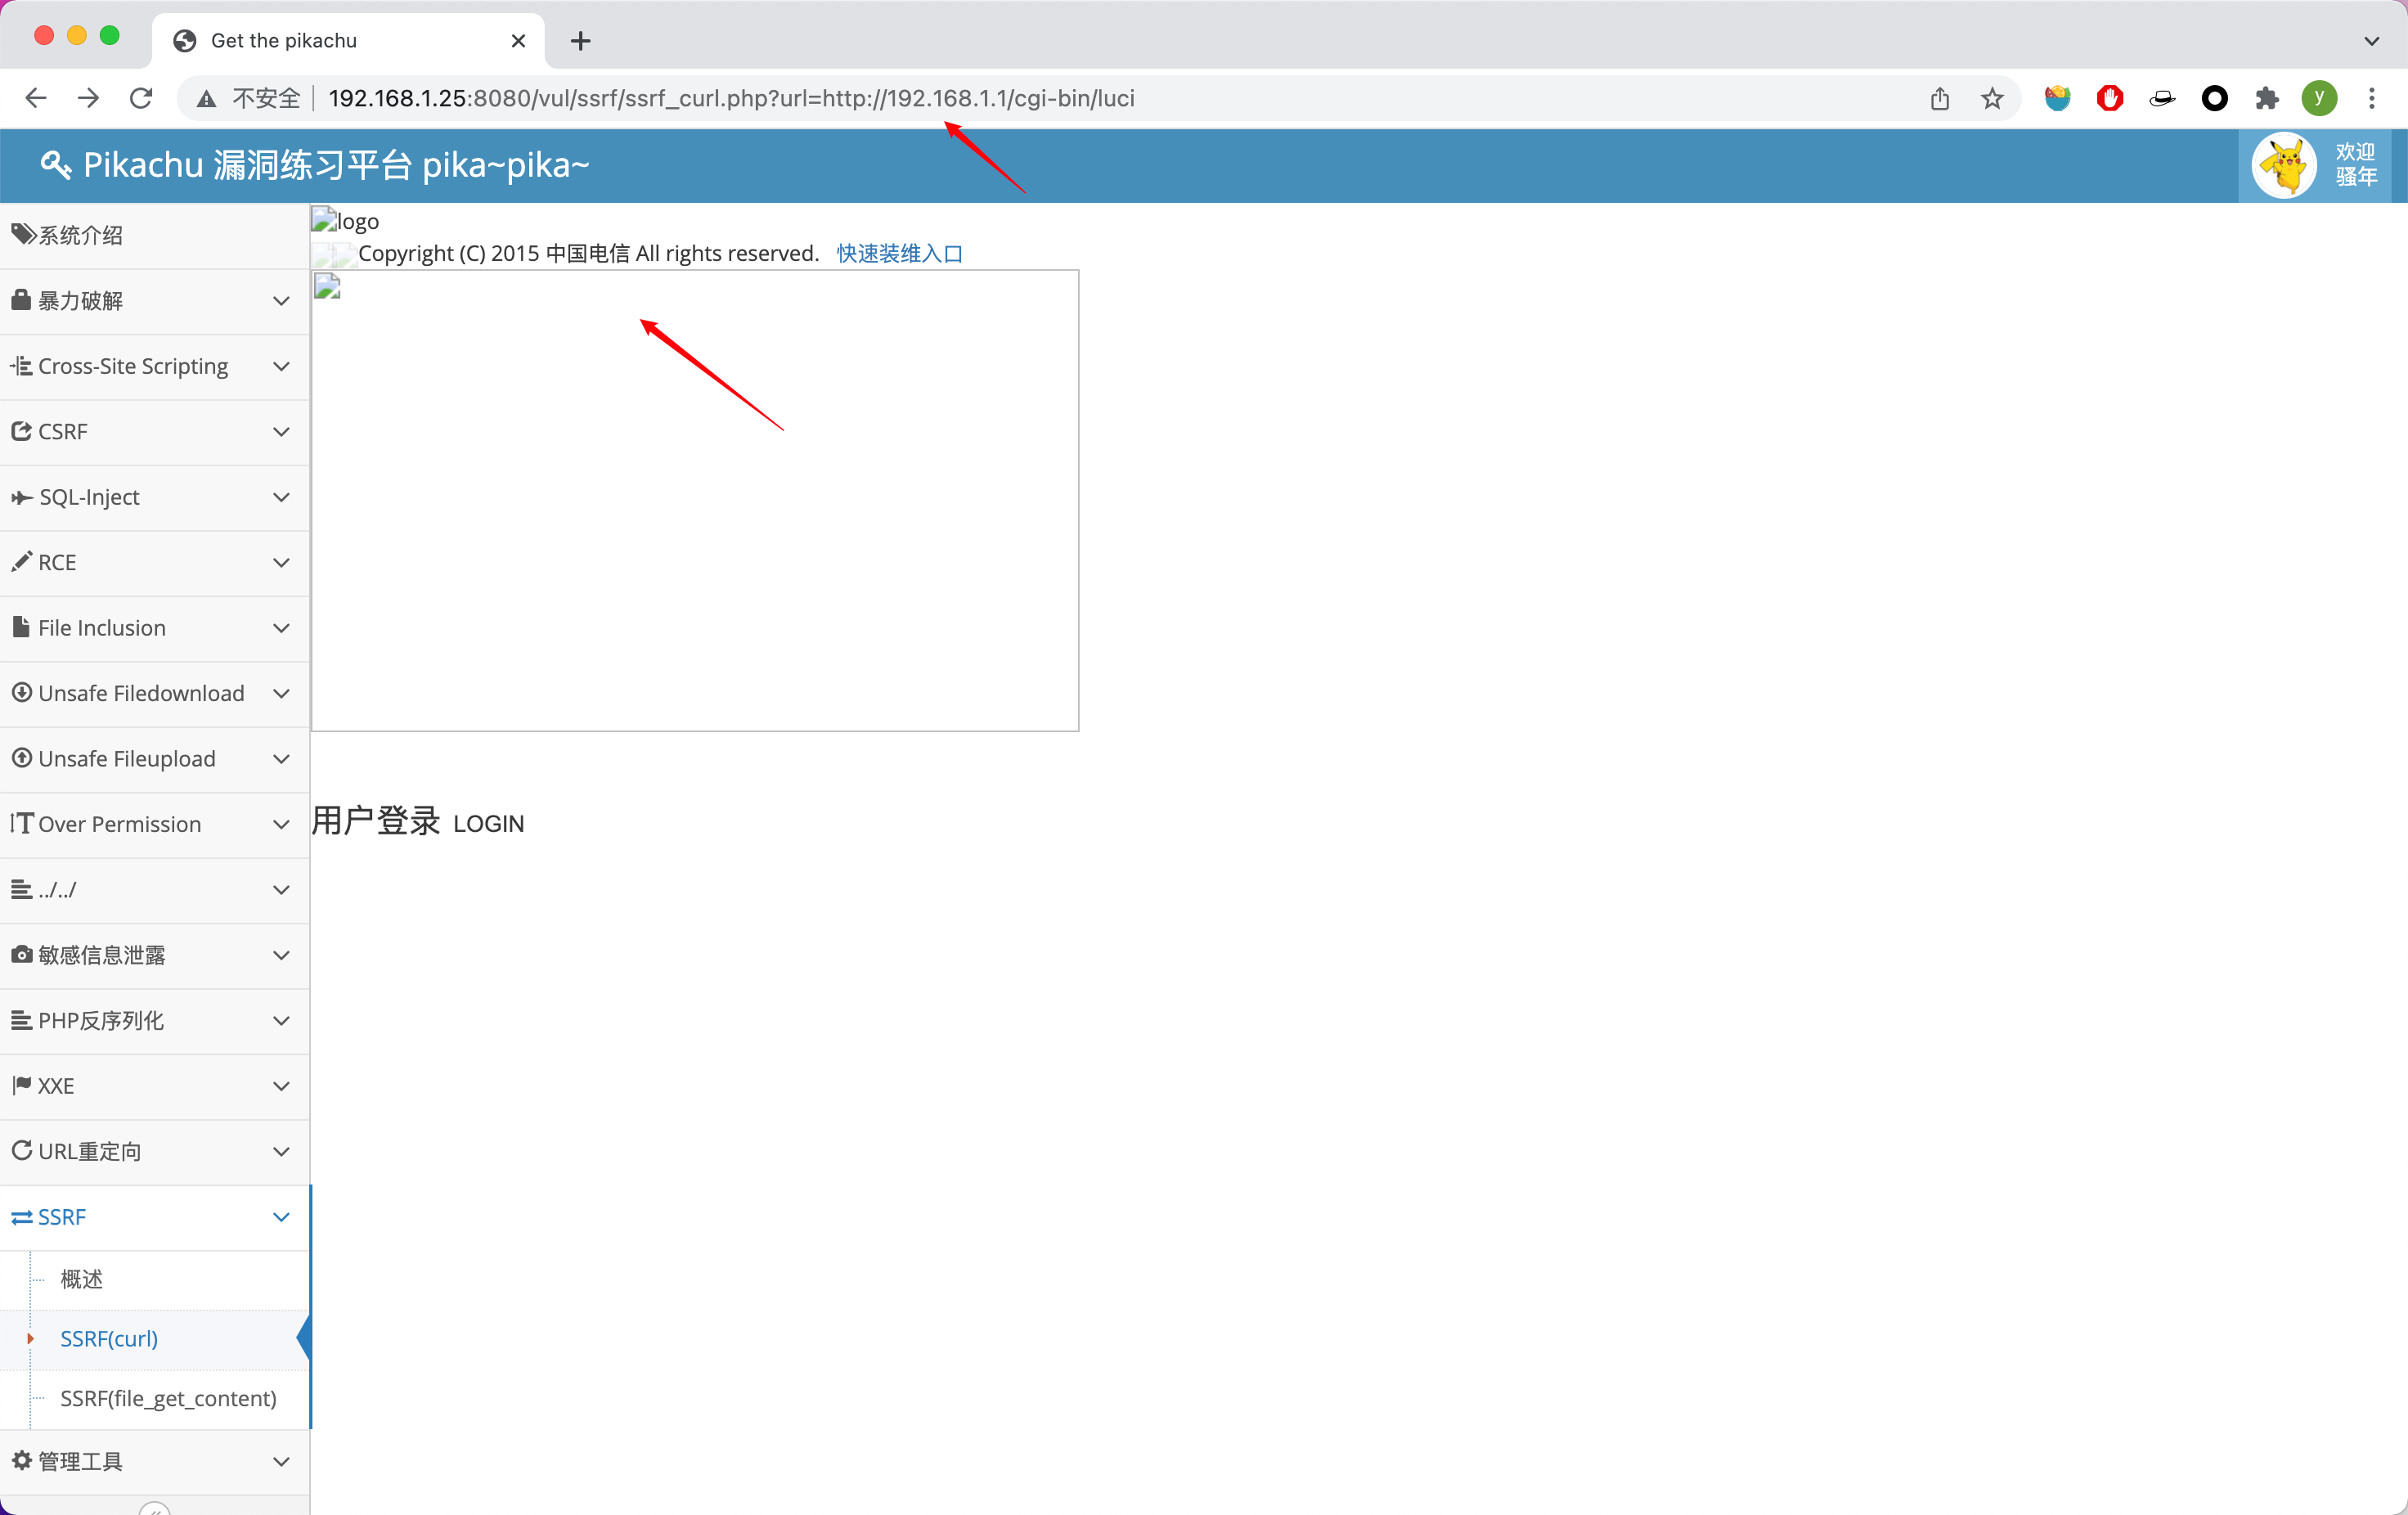 Get the pikachu
不安全 192.168.1.25:8080/vul/ssrf/ssrf_curl.php?url=http://192.168.1.1/cgi-bin/luci
y
Pikachu 漏洞练习平台 pika~pika~
欢迎
骚年
系统介绍
暴力破解
Cross-Site Scripting
CSRF
SQL-Inject
RCE
File Inclusion
Unsafe Filedownload
Unsafe Fileupload
Over Permission
../../
敏感信息泄露
PHP反序列化
XXE
URL重定向
SSRF
概述
SSRF(curl)
SSRF(file_get_content)
管理工具
logo
Copyright (C) 2015 中国电信 All rights reserved. 快速装维入口
用户登录 LOGIN